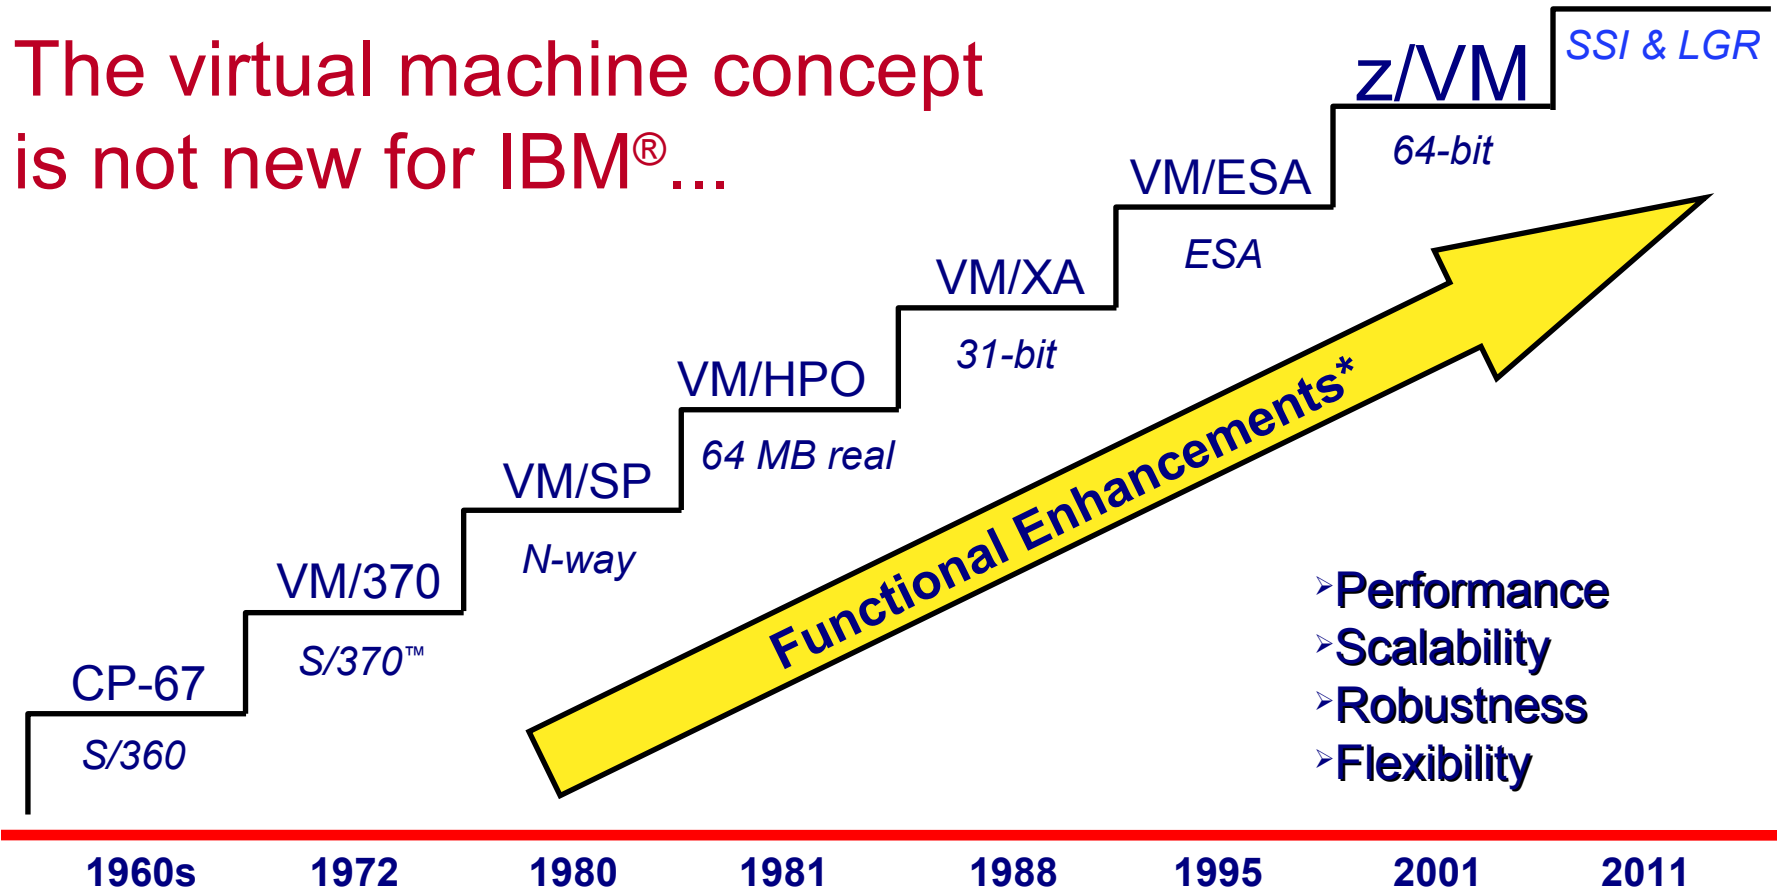 The virtual machine concept
is not new for IBM®...
SSI & LGR
z/VM
64-bit
VM/ESA
ESA
VM/XA
31-bit
VM/HPO
64 MB real
VM/SP
N-way
VM/370
S/370™
CP-67
S/360
Functional Enhancements*
➢Performance
➢Scalability
➢Robustness
➢Flexibility
1960s 1972 1980 1981 1988 1995 2001 2011